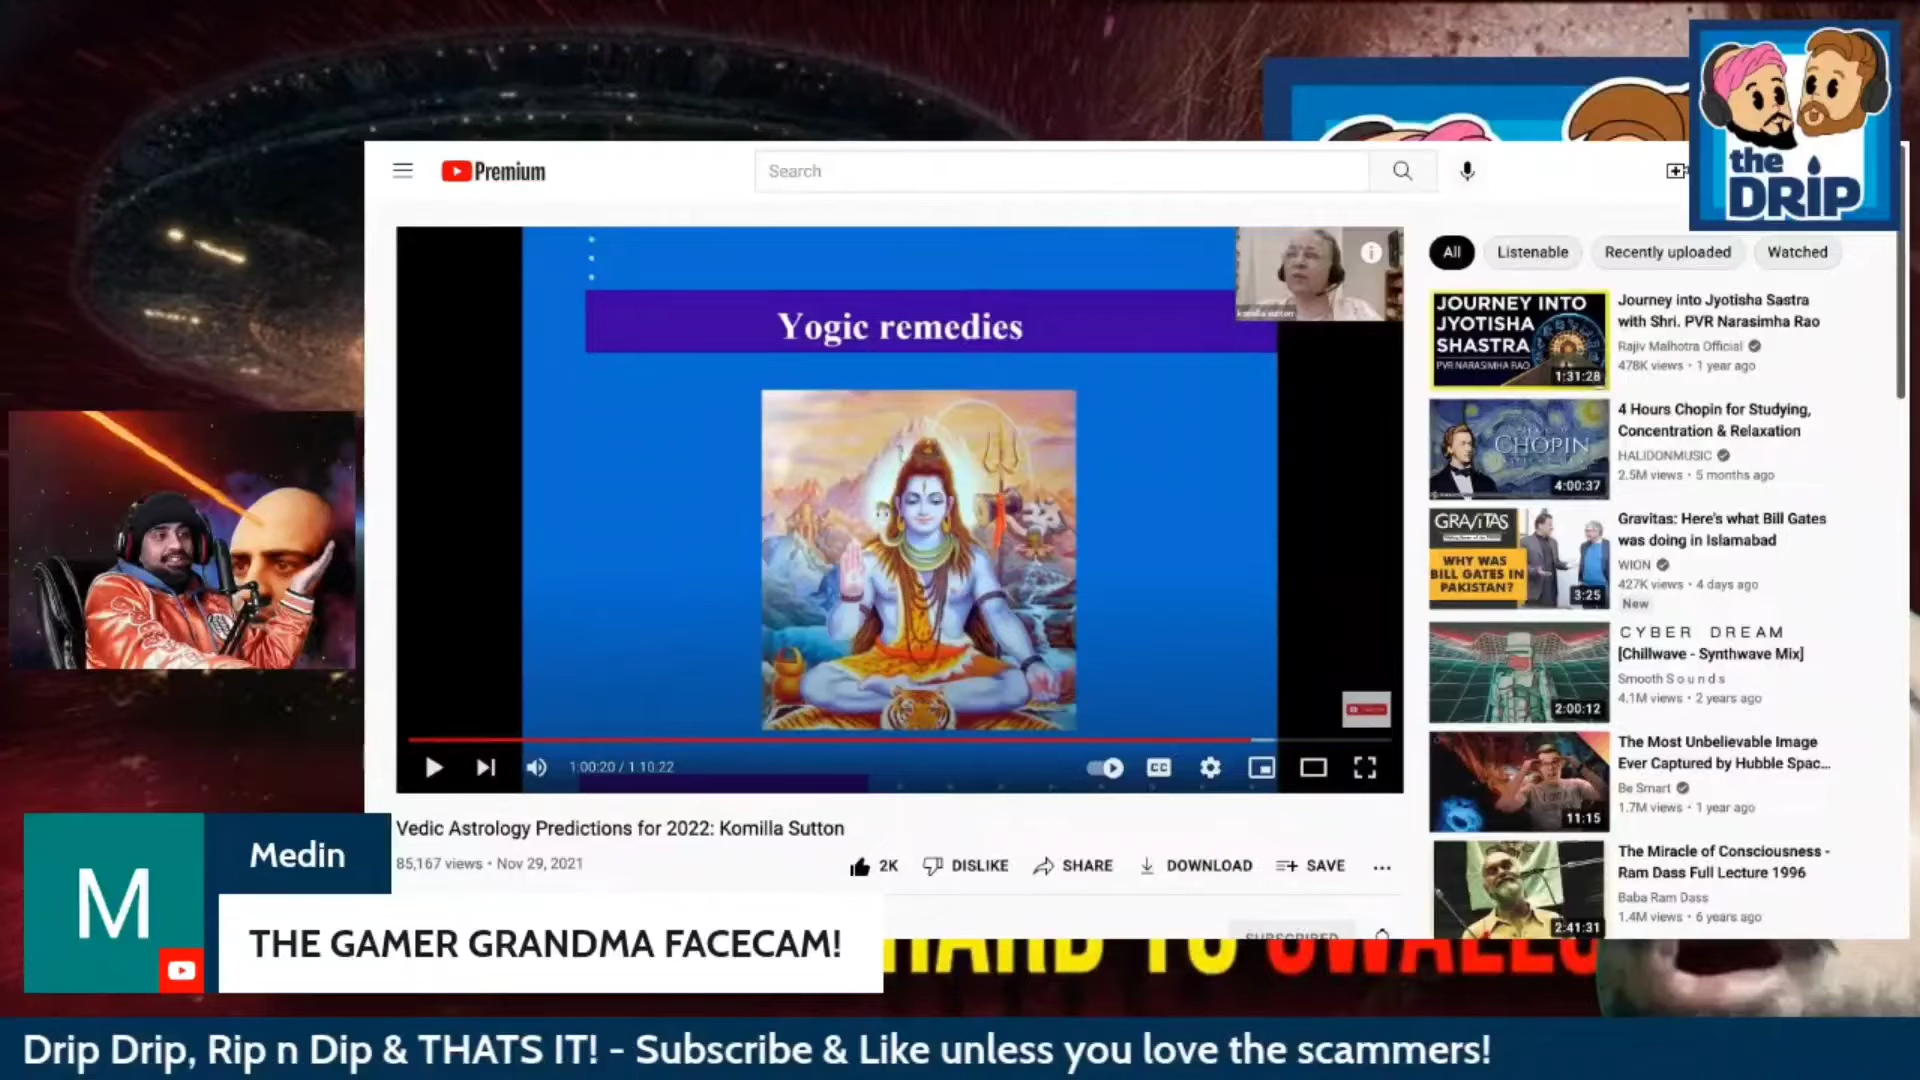 Premium
Search
the
DRiP
All
Listenable
Recently uploaded
Watched
Yogic remedies
komilla sutton
JOURNEY INTO
JYOTISHA
SHASTRA
PVR NARASIMHA RAO
1:31:28
Journey into Jyotisha Sastra
with Shri. PVR Narasimha Rao
Rajiv Malhotra Official
478K views • 1 year ago
CHOPIN
4:00:37
4 Hours Chopin for Studying,
Concentration & Relaxation
HALIDONMUSIC
2.5M views • 5 months ago
GRAVITAS
WHY WAS
BILL GATES IN
PAKISTAN?
3:25
Gravitas: Here's what Bill Gates
was doing in Islamabad
WION
427K views • 4 days ago
New
2:00:12
CYBER DREAM
[Chillwave - Synthwave Mix]
Smooth S o u n d s
4.1M views • 2 years ago
11:15
The Most Unbelievable Image
Ever Captured by Hubble Spac...
Be Smart
1.7M views • 1 year ago
2:41:31
The Miracle of Consciousness -
Ram Dass Full Lecture 1996
Baba Ram Dass
1.4M views • 6 years ago
1:00:20 / 1:10:22
CC
Vedic Astrology Predictions for 2022: Komilla Sutton
85,167 views • Nov 29, 2021
2K
DISLIKE
SHARE
DOWNLOAD
SAVE
SUBSCRIBED
M
Medin
THE GAMER GRANDMA FACECAM!
HARD TO SWALLO
Drip Drip, Rip n Dip & THATS IT! - Subscribe & Like unless you love the scammers!